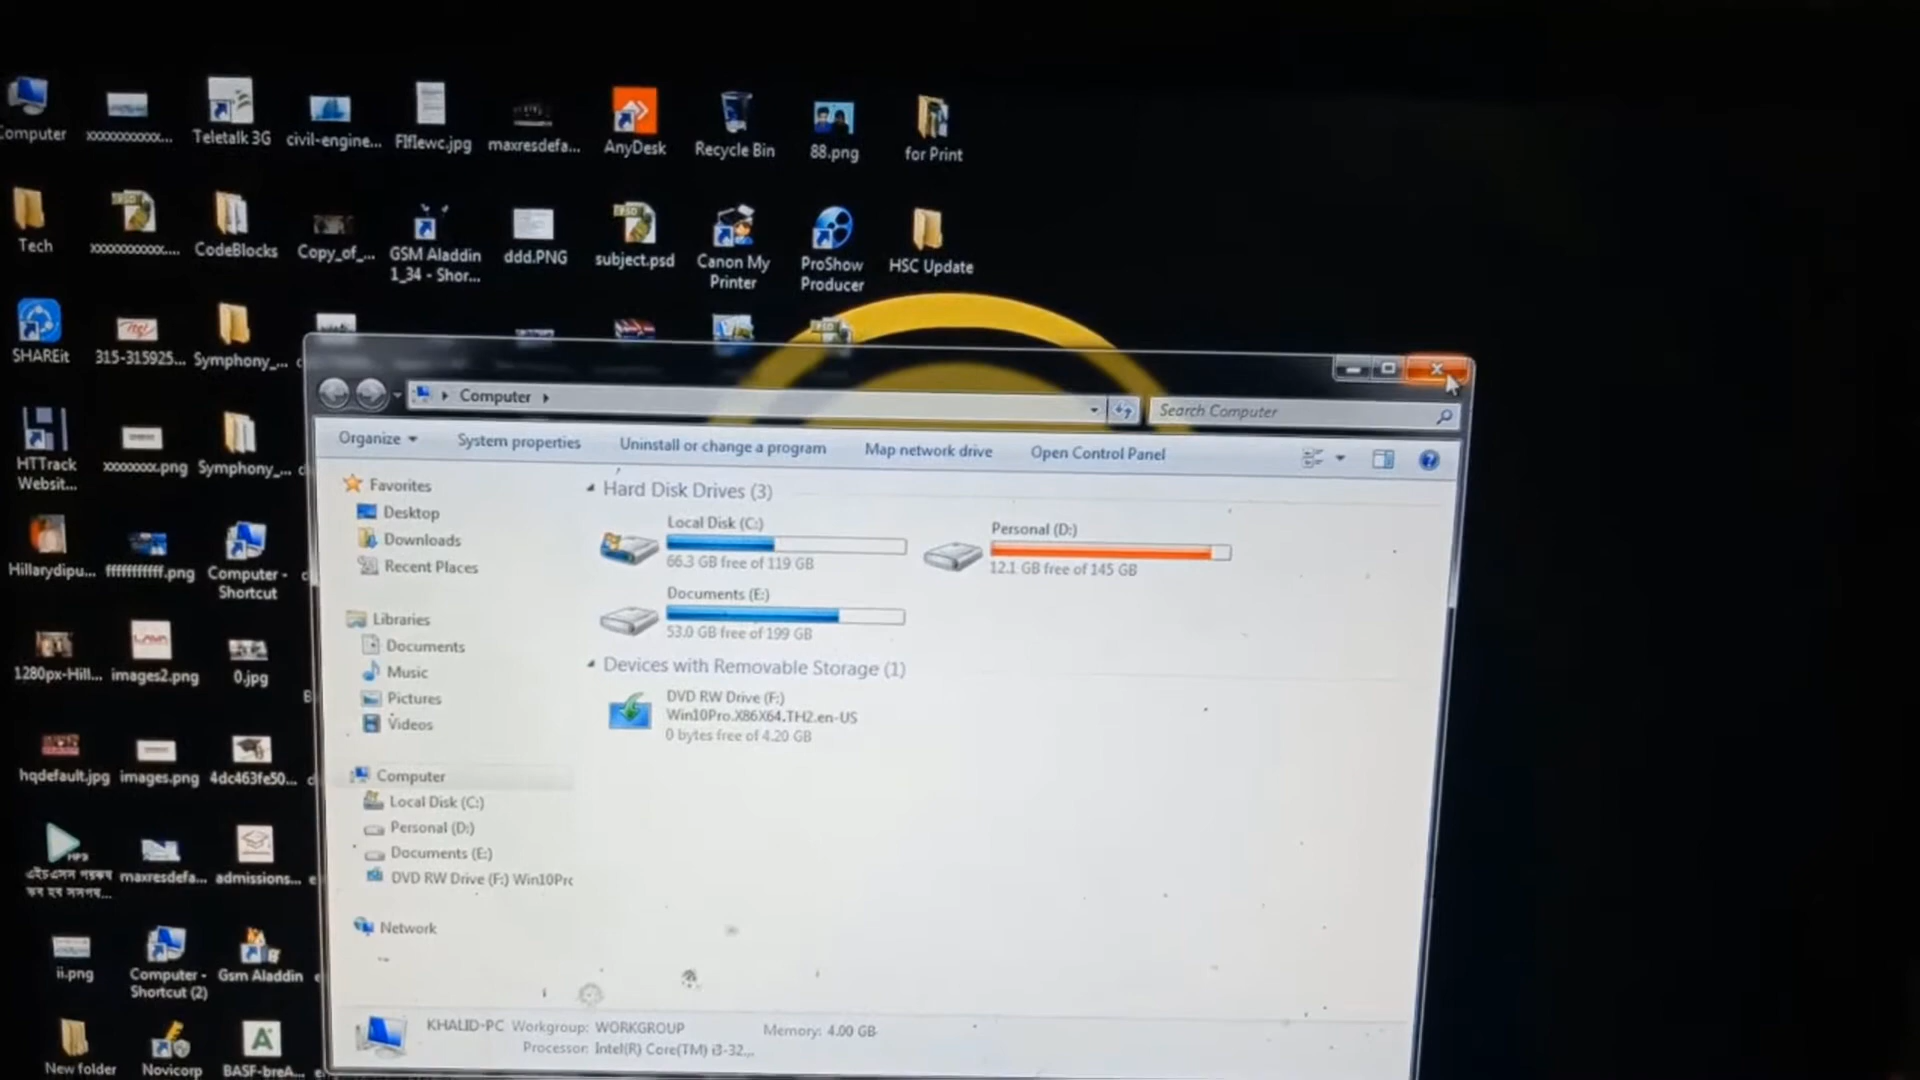 Computer
xxxxxxxxxxx...
Teletalk 3G
civil-engine...
FIfIewc.jpg
maxresdefa...
AnyDesk
Recycle Bin
88.png
for Print
Tech
xxxxxxxxxxx....
CodeBlocks
Copy_of_...
GSM Aladdin
1_34 - Shor...
ddd.PNG
subject.psd
Canon My
Printer
ProShow
Producer
HSC Update
SHAREit
315-315925...
Symphony_...
HTTrack
Websit...
xxxxxxxx.png
Symphony_...
Hillarydipu...
fffffffffff.png
Computer -
Shortcut
1280px-Hill...
images2.png
0.jpg
hqdefault.jpg
images.png
4dc463fe50...
maxresdefa...
admissions...
ii.png
Computer -
Shortcut (2)
Gsm Aladdin
New folder
Novicorp
BASF-breA...
Computer
Search Computer
Organize
System properties
Uninstall or change a program
Map network drive
Open Control Panel
Favorites
Desktop
Downloads
Recent Places
Libraries
Documents
Music
Pictures
Videos
Computer
Local Disk (C:)
Personal (D:)
Documents (E:)
DVD RW Drive (F:) Win10Pro
Network
Hard Disk Drives (3)
Local Disk (C:)
66.3 GB free of 119 GB
Personal (D:)
12.1 GB free of 145 GB
Documents (E:)
53.0 GB free of 199 GB
Devices with Removable Storage (1)
DVD RW Drive (F:)
Win10Pro.X86X64.TH2.en-US
0 bytes free of 4.20 GB
KHALID-PC Workgroup: WORKGROUP
Memory: 4.00 GB
Processor: Intel(R) Core(TM) i3-32...